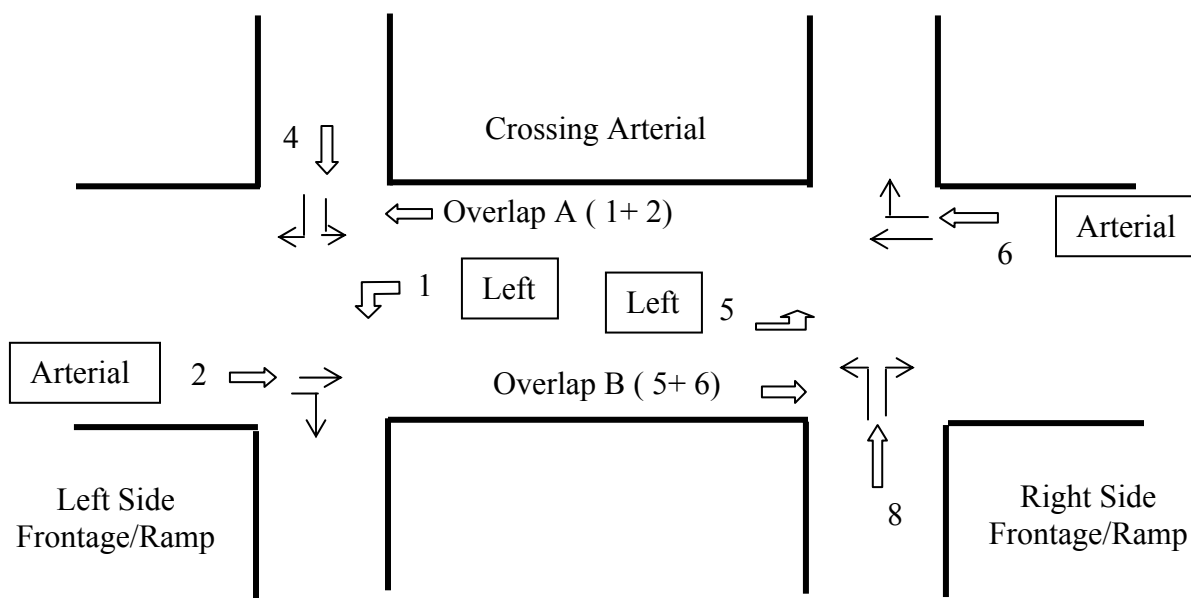 4
Crossing Arterial
Overlap A ( 1+ 2)
6
Arterial
1
Left
Left
5
Arterial
2
Overlap B ( 5+ 6)
Left Side
Frontage/Ramp
8
Right Side
Frontage/Ramp